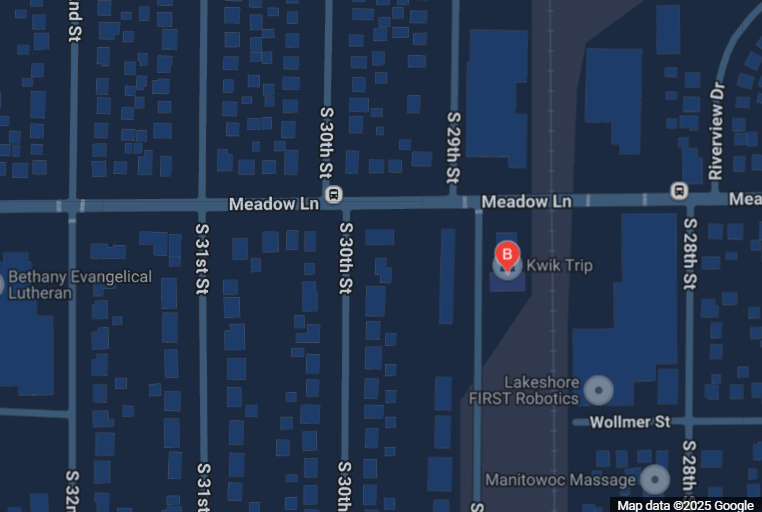 nd St
S 30th St
S 29th St
Riverview Dr
Meadow Ln
Meadow Ln
Mea
S 31st St
S 30th St
S 28th St
Bethany Evangelical
Lutheran
B
Kwik Trip
Lakeshore
FIRST Robotics
Wollmer St
S 32n
S 31st
S 30th
S
S 28th
Manitowoc Massage
Map data ©2025 Google